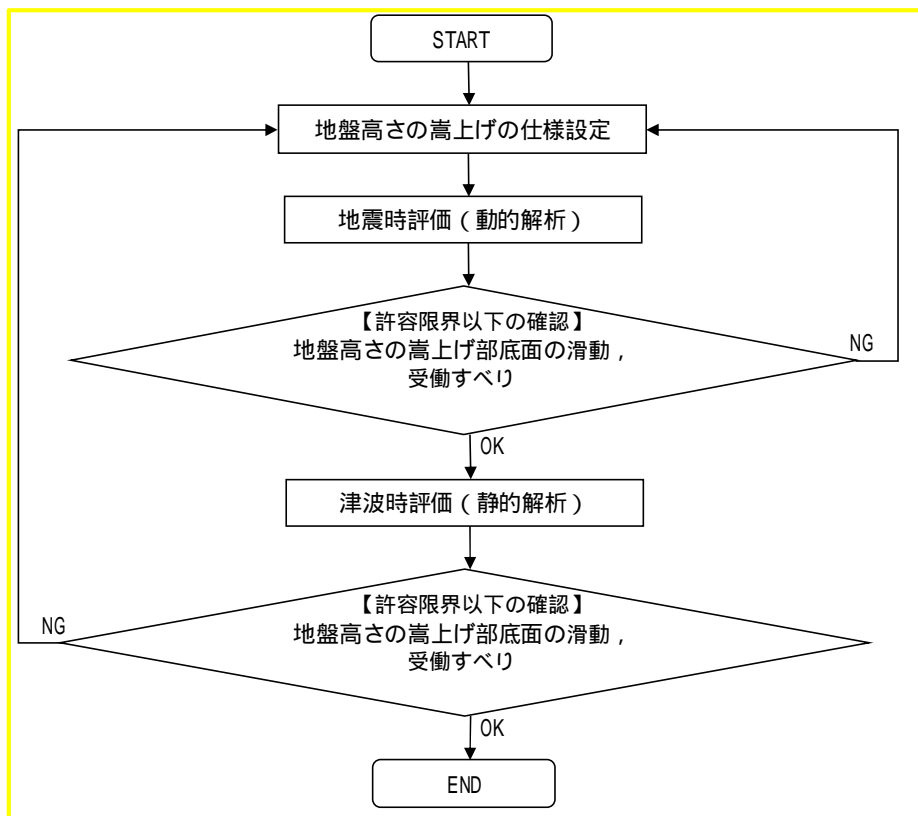 START
地盤高さの嵩上げの仕様設定
地震時評価（動的解析）
【許容限界以下の確認】
地盤高さの嵩上げ部底面の滑動，
受働すべり
NG
OK
津波時評価（静的解析）
【許容限界以下の確認】
地盤高さの嵩上げ部底面の滑動，
受働すべり
NG
OK
END